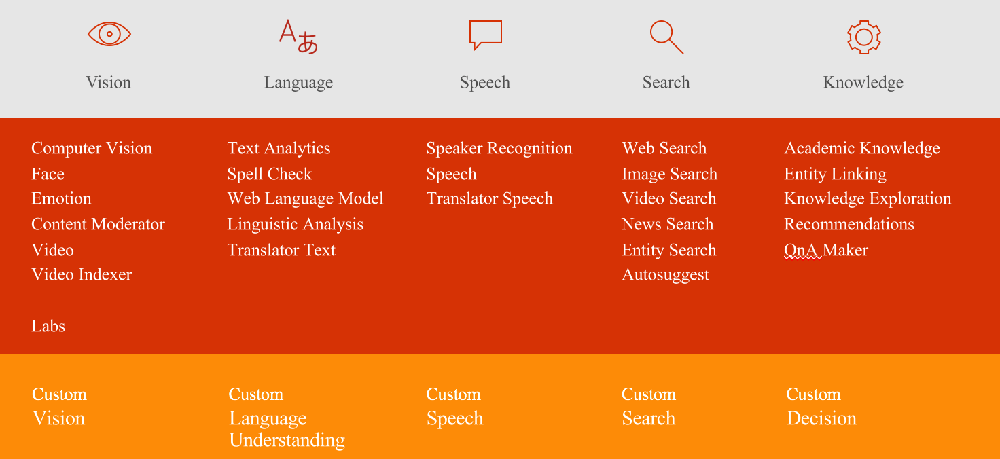 Aあ
Vision
Language
Speech
Search
Knowledge
Computer Vision
Face
Emotion
Content Moderator
Video
Video Indexer
Labs
Text Analytics
Spell Check
Web Language Model
Linguistic Analysis
Translator Text
Speaker Recognition
Speech
Translator Speech
Web Search
Image Search
Video Search
News Search
Entity Search
Autosuggest
Academic Knowledge
Entity Linking
Knowledge Exploration
Recommendations
QnA Maker
Custom
Vision
Custom
Language
Understanding
Custom
Speech
Custom
Search
Custom
Decision